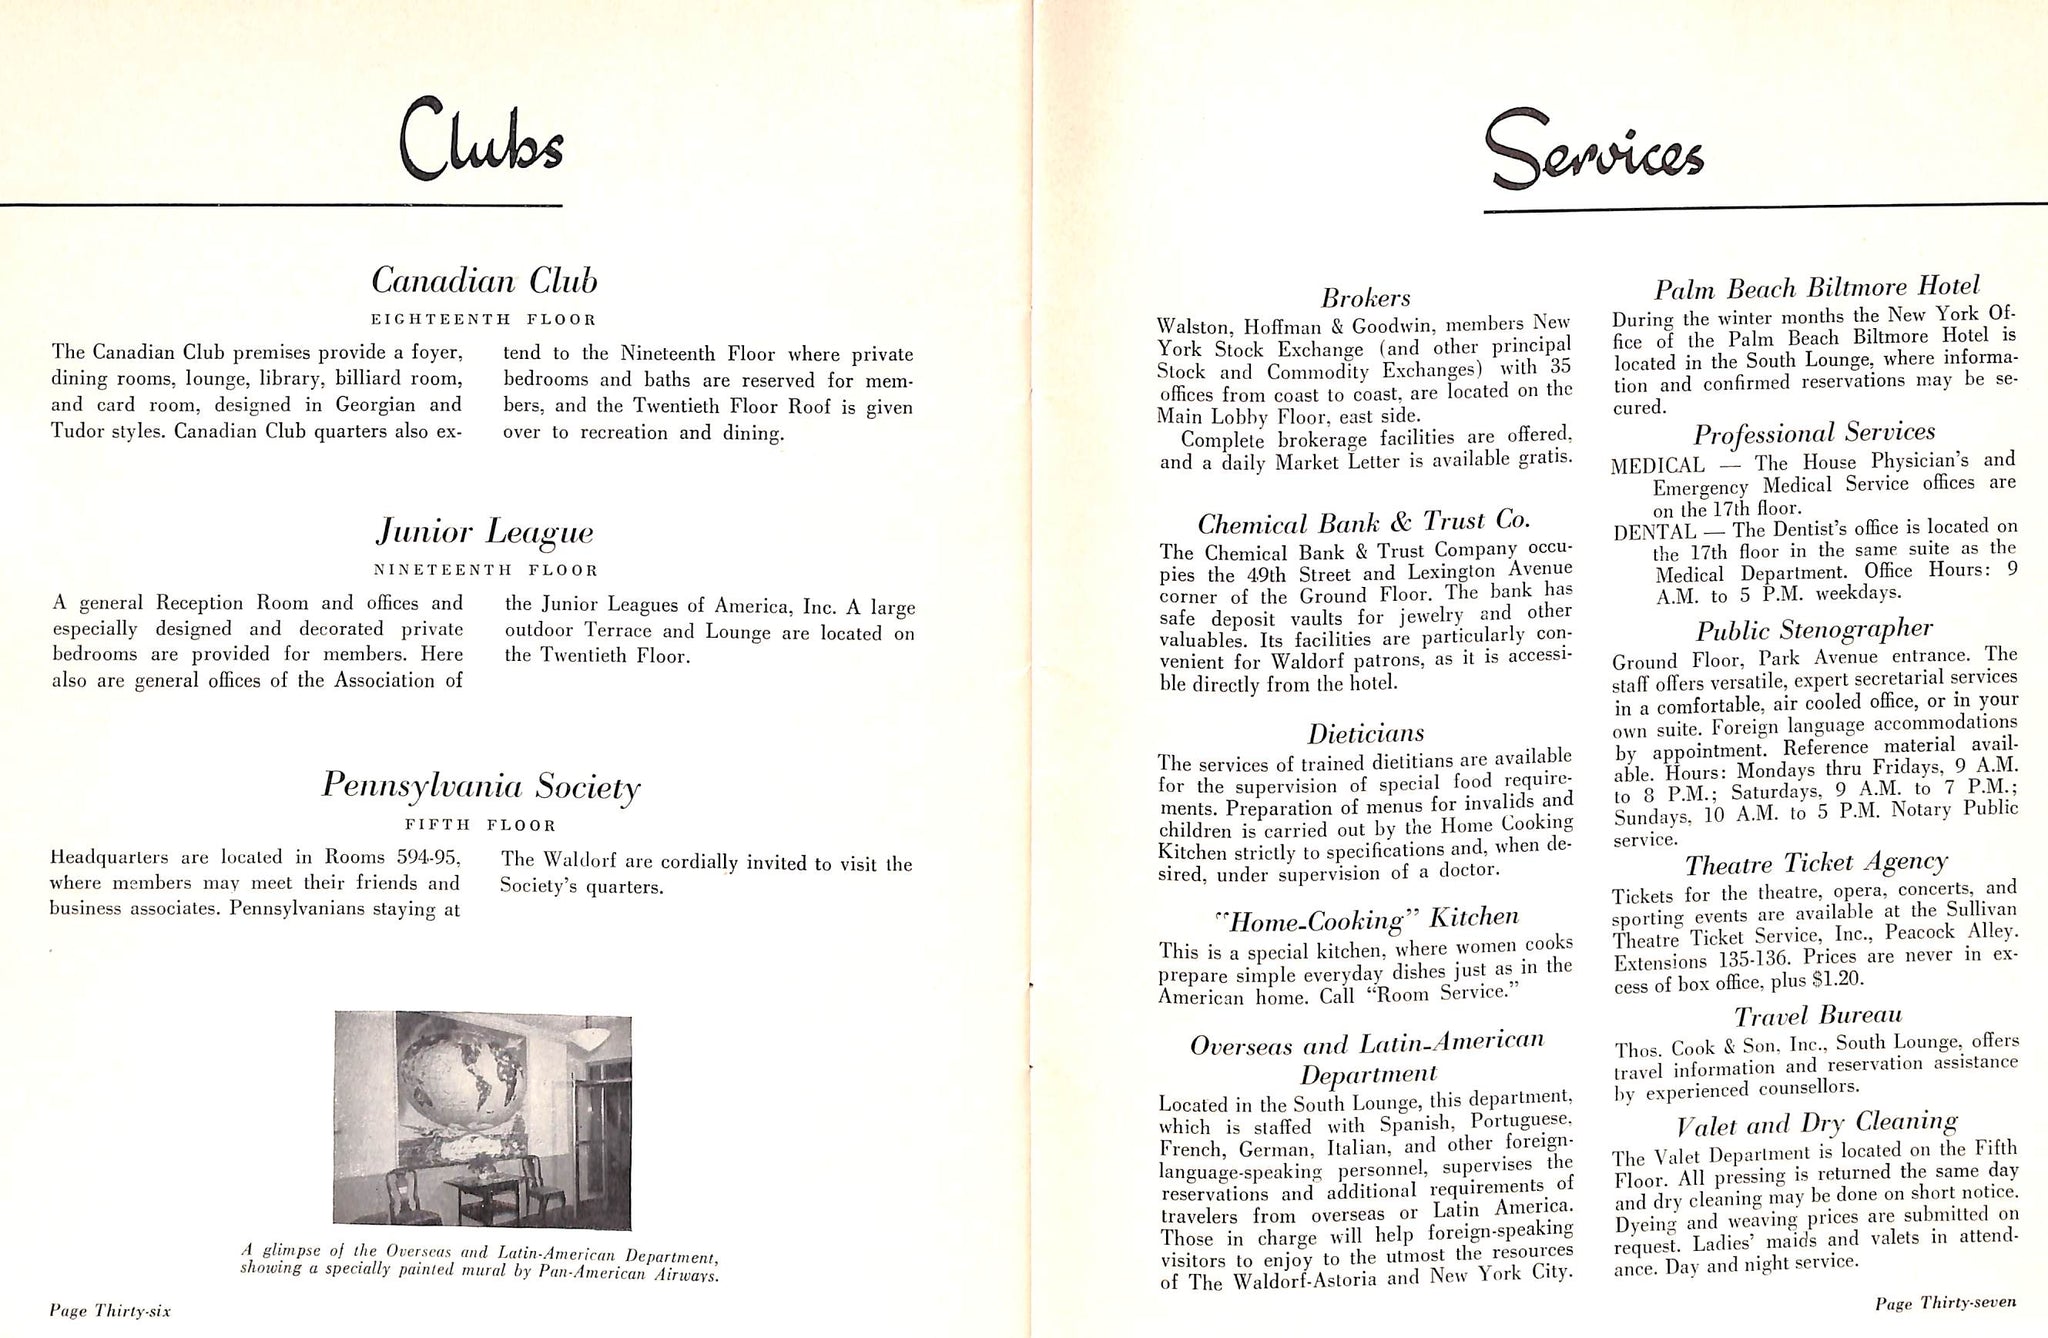 Clubs
Canadian Club
EIGHTEENTH FLOOR
The Canadian Club premises provide a foyer,
dining rooms, lounge, library, billiard room,
and card room, designed in Georgian and
Tudor styles. Canadian Club quarters also ex-
tend to the Nineteenth Floor where private
bedrooms and baths are reserved for mem-
bers, and the Twentieth Floor Roof is given
over to recreation and dining.
Junior League
NINETEENTH FLOOR
A general Reception Room and offices and
especially designed and decorated private
bedrooms are provided for members. Here
also are general offices of the Association of
the Junior Leagues of America, Inc. A large
outdoor Terrace and Lounge are located on
the Twentieth Floor.
Pennsylvania Society
FIFTH FLOOR
Headquarters are located in Rooms 594-95,
where members may meet their friends and
business associates. Pennsylvanians staying at
The Waldorf are cordially invited to visit the
Society's quarters.
A glimpse of the Overseas and Latin-American Department,
showing a specially painted mural by Pan-American Airways.
Page Thirty-six
Services
Brokers
Walston, Hoffman & Goodwin, members New
York Stock Exchange (and other principal
Stock and Commodity Exchanges) with 35
offices from coast to coast, are located on the
Main Lobby Floor, east side.
Complete brokerage facilities are offered,
and a daily Market Letter is available gratis.
Chemical Bank & Trust Co.
The Chemical Bank & Trust Company occu-
pies the 49th Street and Lexington Avenue
corner of the Ground Floor. The bank has
safe deposit vaults for jewelry and other
valuables. Its facilities are particularly con-
venient for Waldorf patrons, as it is accessi-
ble directly from the hotel.
Dieticians
The services of trained dietitians are available
for the supervision of special food require-
ments. Preparation of menus for invalids and
children is carried out by the Home Cooking
Kitchen strictly to specifications and, when de-
sired, under supervision of a doctor.
"Home-Cooking" Kitchen
This is a special kitchen, where women cooks
prepare simple everyday dishes just as in the
American home. Call "Room Service."
Overseas and Latin-American
Department
Located in the South Lounge, this department,
which is staffed with Spanish, Portuguese,
French, German, Italian, and other foreign-
language-speaking personnel, supervises the
reservations and additional requirements of
travelers from overseas or Latin America.
Those in charge will help foreign-speaking
visitors to enjoy to the utmost the resources
of The Waldorf-Astoria and New York City.
Palm Beach Biltmore Hotel
During the winter months the New York Of-
fice of the Palm Beach Biltmore Hotel is
located in the South Lounge, where informa-
tion and confirmed reservations may be se-
cured.
Professional Services
MEDICAL — The House Physician's and
Emergency Medical Service offices are
on the 17th floor.
DENTAL — The Dentist's office is located on
the 17th floor in the same suite as the
Medical Department. Office Hours: 9
A.M. to 5 P.M. weekdays.
Public Stenographer
Ground Floor, Park Avenue entrance. The
staff offers versatile, expert secretarial services
in a comfortable, air cooled office, or in your
own suite. Foreign language accommodations
by appointment. Reference material avail-
able. Hours: Mondays thru Fridays, 9 A.M.
to 8 P.M.; Saturdays, 9 A.M. to 7 P.M.;
Sundays, 10 A.M. to 5 P.M. Notary Public
service.
Theatre Ticket Agency
Tickets for the theatre, opera, concerts, and
sporting events are available at the Sullivan
Theatre Ticket Service, Inc., Peacock Alley.
Extensions 135-136. Prices are never in ex-
cess of box office, plus $1.20.
Travel Bureau
Thos. Cook & Son, Inc., South Lounge, offers
travel information and reservation assistance
by experienced counsellors.
Valet and Dry Cleaning
The Valet Department is located on the Fifth
Floor. All pressing is returned the same day
and dry cleaning may be done on short notice.
Dyeing and weaving prices are submitted on
request. Ladies' maids and valets in attend-
ance. Day and night service.
Page Thirty-seven